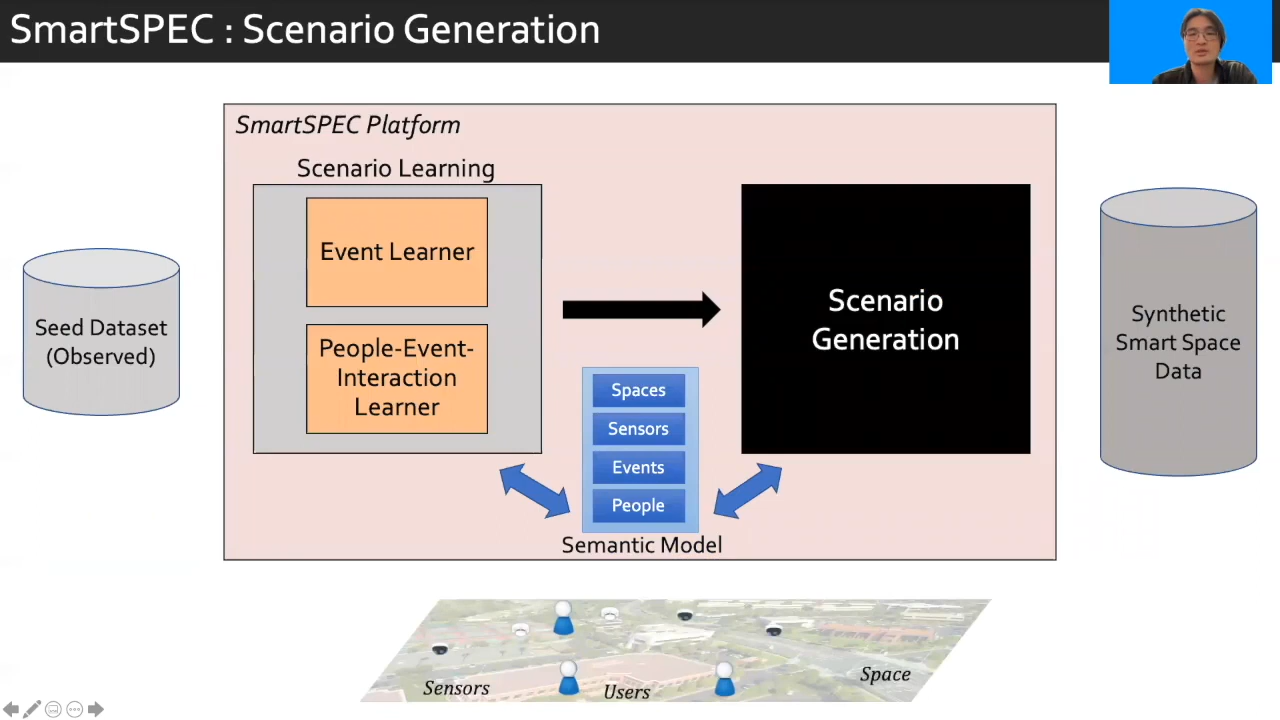 SmartSPEC : Scenario Generation
SmartSPEC Platform
Scenario Learning
Event Learner
People-Event-
Interaction
Learner
Seed Dataset
(Observed)
Scenario
Generation
Spaces
Sensors
Events
People
Semantic Model
Synthetic
Smart Space
Data
Sensors
Users
Space